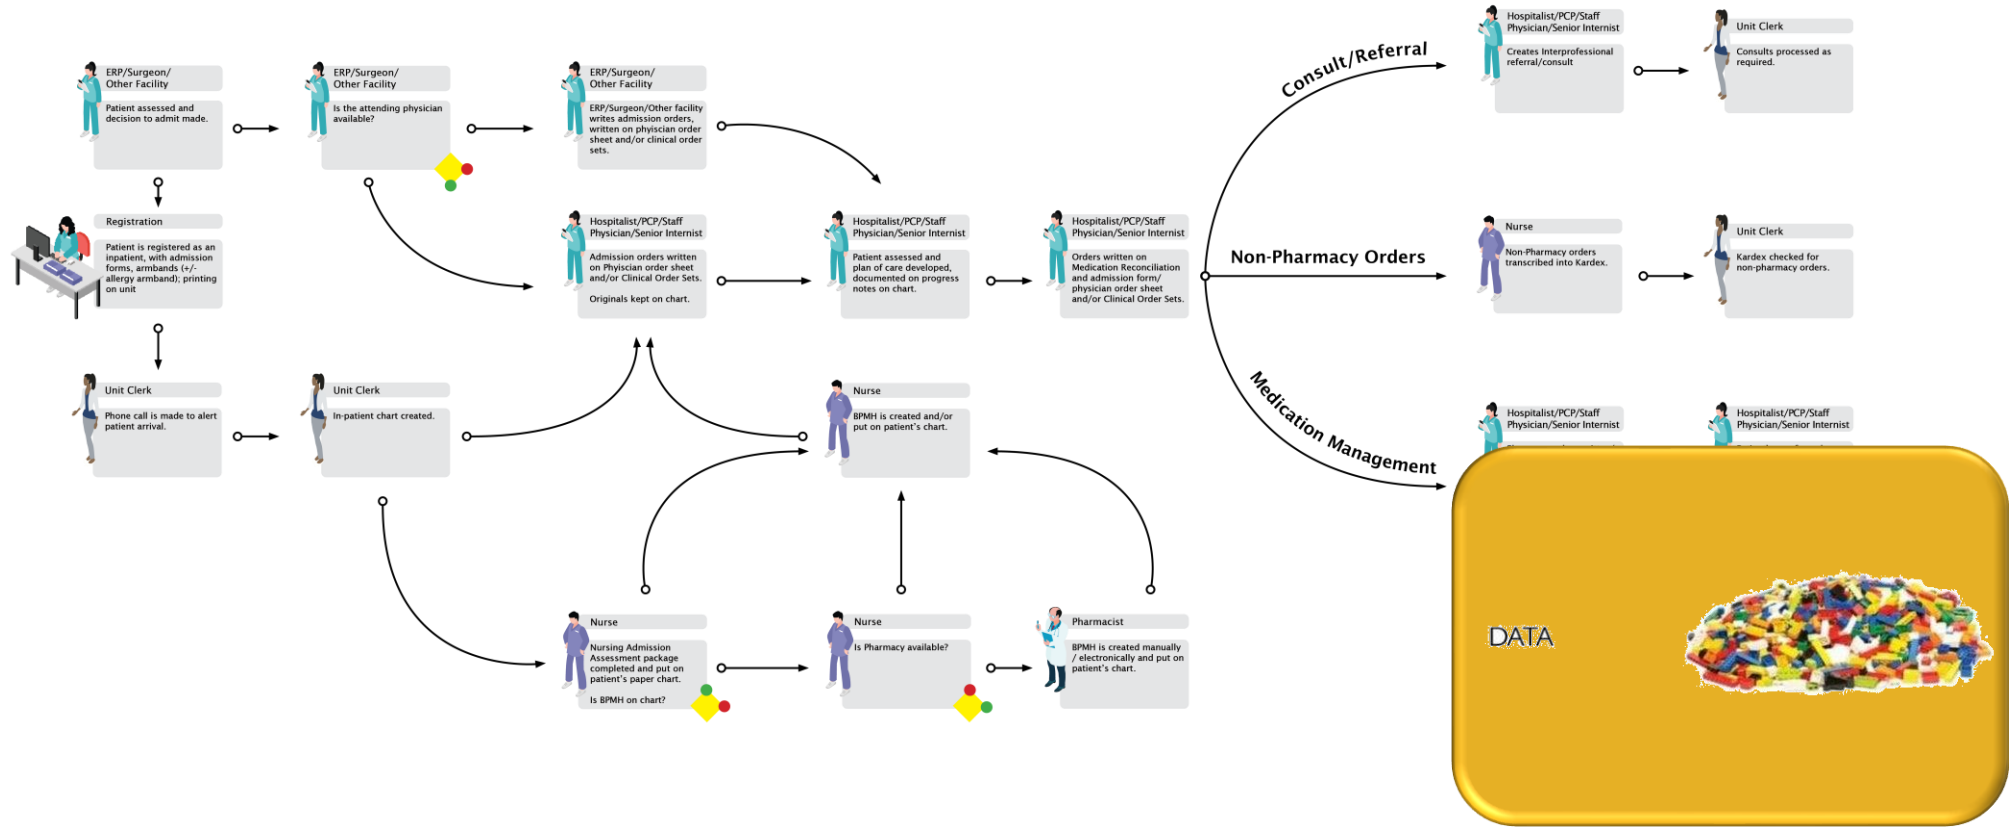 ERP/Surgeon/
Other Facility
Patient assessed and
decision to admit made.
ERP/Surgeon/
Other Facility
Is the attending physician
available?
ERP/Surgeon/
Other Facility
ERP/Surgeon/Other facility
writes admission orders,
written on phyiscian order
sheet and/or clinical order
sets.
Registration
Patient is registered as an
inpatient, with admission
forms, armbands (+/-
allergy armband); printing
on unit
Hospitalist/PCP/Staff
Physician/Senior Internist
Admission orders written
on Phyiscian order sheet
and/or Clinical Order Sets.
Originals kept on chart.
Hospitalist/PCP/Staff
Physician/Senior Internist
Patient assessed and
plan of care developed,
documented on progress
notes on chart.
Hospitalist/PCP/Staff
Physician/Senior Internist
Orders written on
Medication Reconciliation
and admission form/
physician order sheet
and/or Clinical Order Sets.
Unit Clerk
Phone call is made to alert
patient arrival.
Unit Clerk
In-patient chart created.
Nurse
BPMH is created and/or
put on patient's chart.
Nurse
Nursing Admission
Assessment package
completed and put on
patient's paper chart.
Is BPMH on chart?
Nurse
Is Pharmacy available?
Pharmacist
BPMH is created manually
/ electronically and put on
patient's chart.
Consult/Referral
Hospitalist/PCP/Staff
Physician/Senior Internist
Creates Interprofessional
referral/consult
Unit Clerk
Consults processed as
required.
Non-Pharmacy Orders
Nurse
Non-Pharmacy orders
transcribed into Kardex.
Unit Clerk
Kardex checked for
non-pharmacy orders.
Medication Management
Hospitalist/PCP/Staff
Physician/Senior Internist
Hospitalist/PCP/Staff
Physician/Senior Internist
DATA